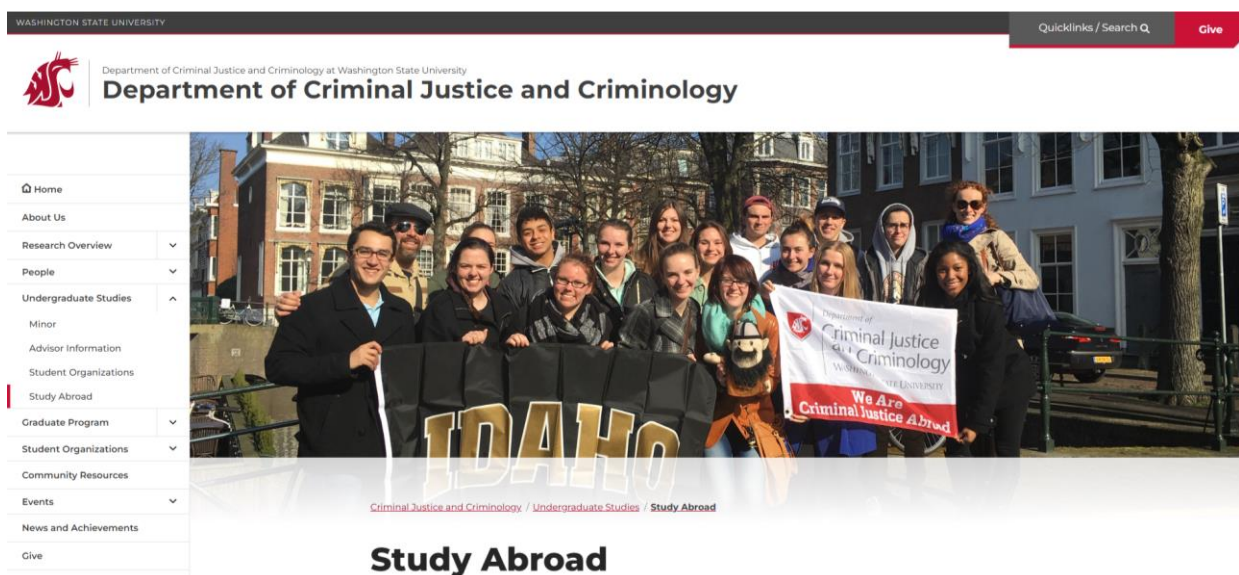 WASHINGTON STATE UNIVERSITY
Quicklinks / Search
Give
Department of Criminal Justice and Criminology at Washington State University
Department of Criminal Justice and Criminology
Home
About Us
Research Overview
People
Undergraduate Studies
Minor
Advisor Information
Student Organizations
Study Abroad
Graduate Program
Student Organizations
Community Resources
Events
News and Achievements
Give
Department of
Criminal Justice
and Criminology
STATE UNIVERSITY
We Are
Criminal Justice Abroad
IDAHO
Criminal Justice and Criminology / Undergraduate Studies / Study Abroad
Study Abroad